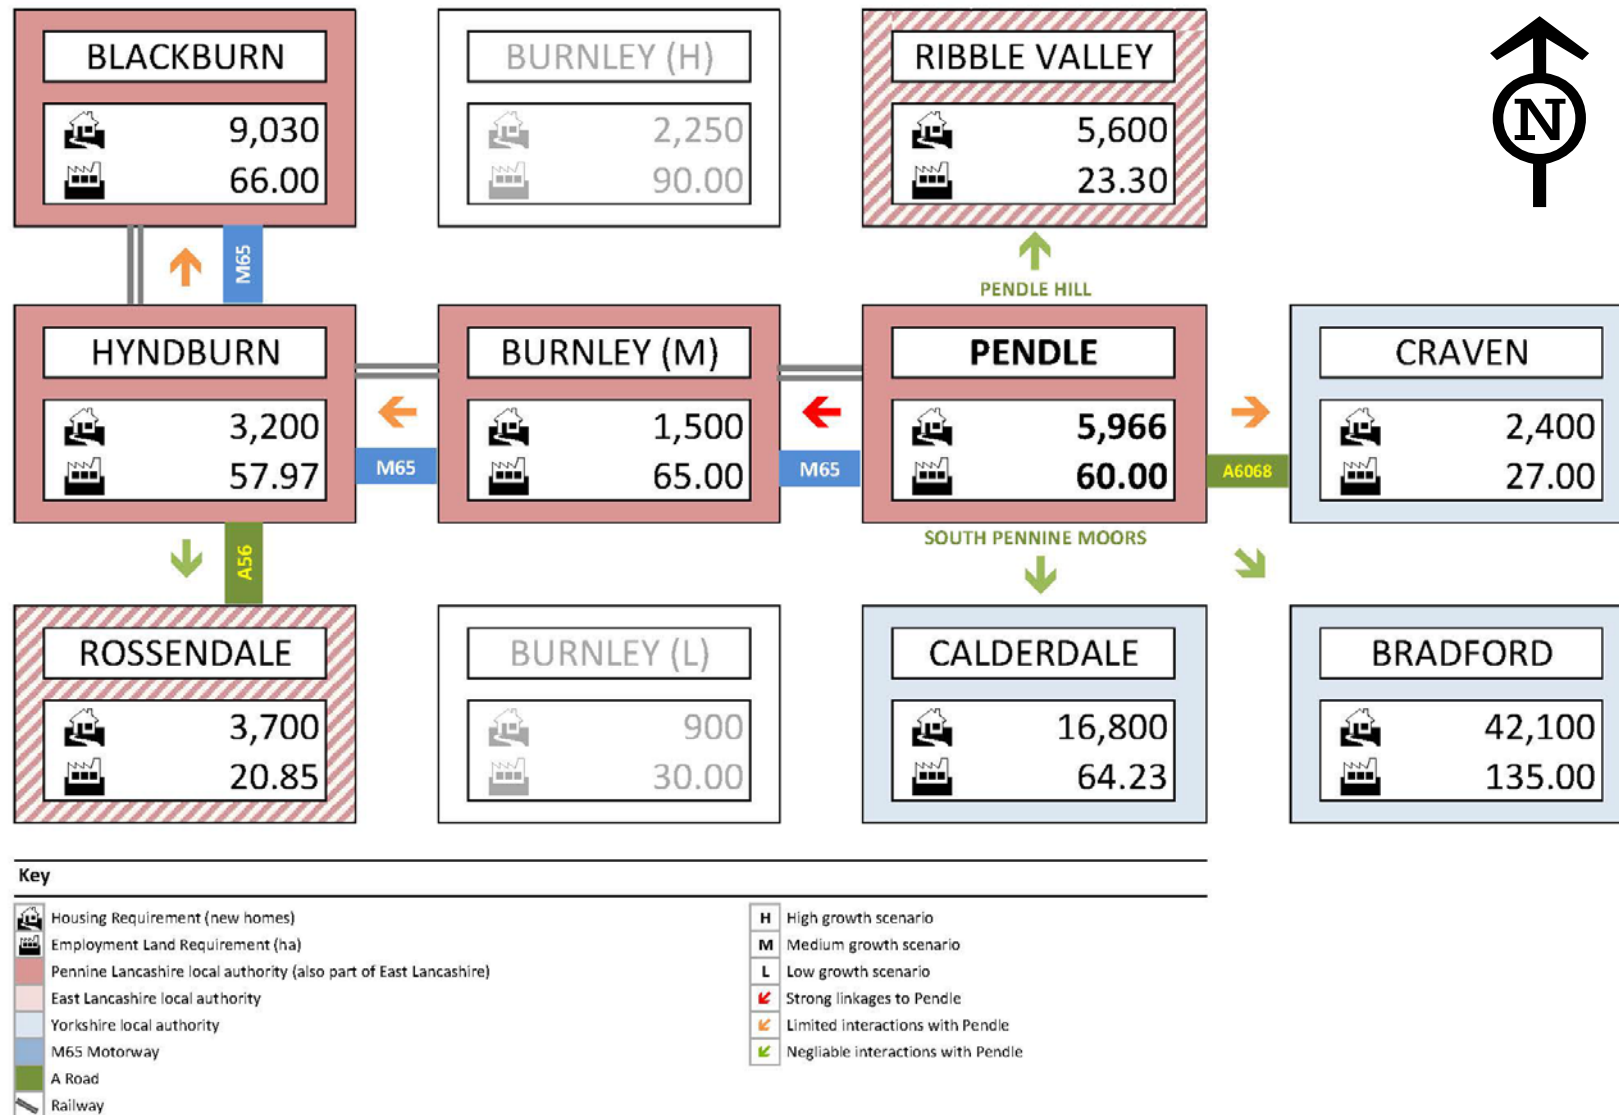 BLACKBURN
9,030
66.00
BURNLEY (H)
2,250
90.00
RIBBLE VALLEY
5,600
23.30
N
M65
PENDLE HILL
HYNDBURN
3,200
57.97
M65
BURNLEY (M)
1,500
65.00
M65
PENDLE
5,966
60.00
A6068
CRAVEN
2,400
27.00
A56
SOUTH PENNINE MOORS
ROSSENDALE
3,700
20.85
BURNLEY (L)
900
30.00
CALDERDALE
16,800
64.23
BRADFORD
42,100
135.00
Key
Housing Requirement (new homes)
Employment Land Requirement (ha)
Pennine Lancashire local authority (also part of East Lancashire)
East Lancashire local authority
Yorkshire local authority
M65 Motorway
A Road
Railway
H High growth scenario
M Medium growth scenario
L Low growth scenario
Strong linkages to Pendle
Limited interactions with Pendle
Negliable interactions with Pendle